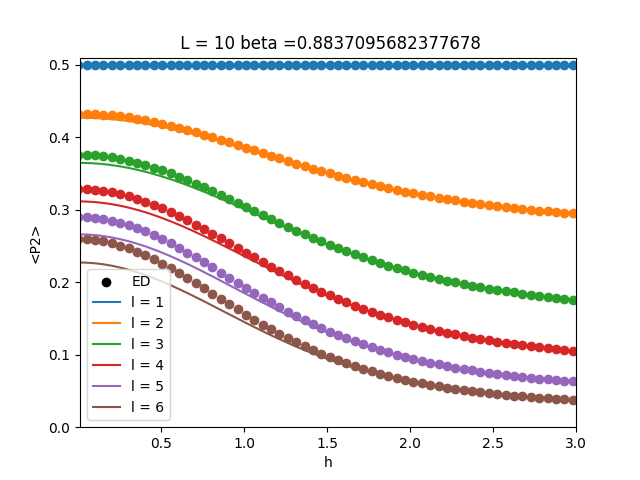 L = 10 beta =0.8837095682377678
<P2>
0.5
0.4
0.3
0.2
0.1
0.0
ED
l = 1
l = 2
l = 3
l = 4
l = 5
l = 6
0.5 1.0 1.5 2.0 2.5 3.0
h